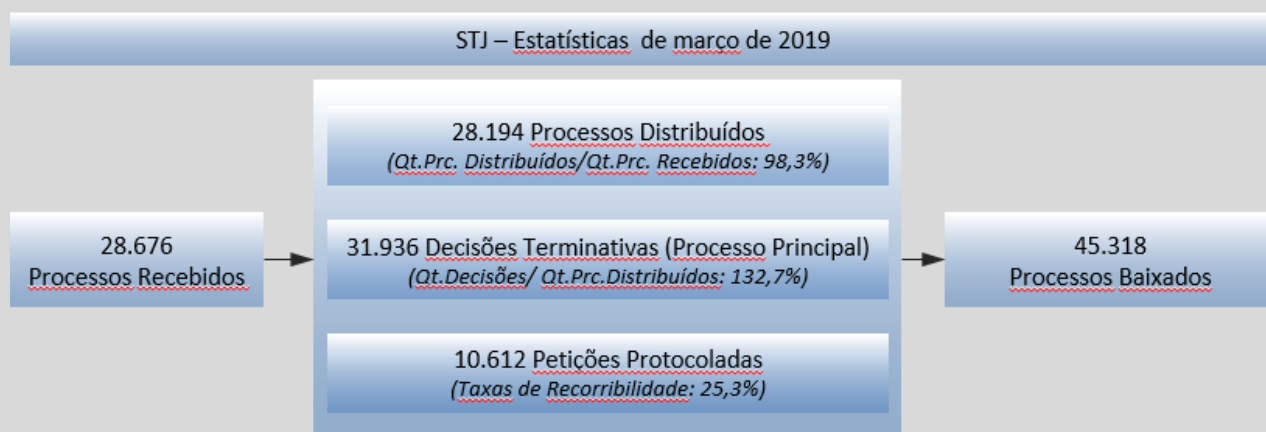 STJ – Estatísticas de março de 2019
28.676
Processos Recebidos
28.194 Processos Distribuídos
(Qt.Prc. Distribuídos/Qt.Prc. Recebidos: 98,3%)
31.936 Decisões Terminativas (Processo Principal)
(Qt.Decisões/ Qt.Prc.Distribuídos: 132,7%)
10.612 Petições Protocoladas
(Taxas de Recorribilidade: 25,3%)
45.318
Processos Baixados